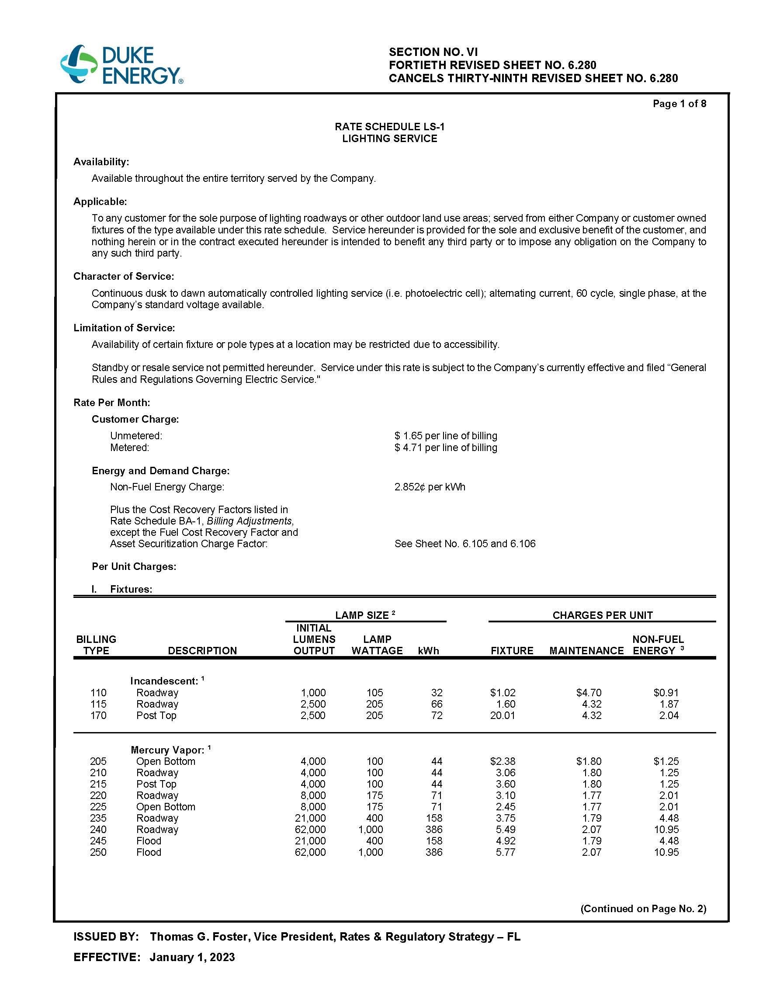 DUKE
ENERGY®
SECTION NO. VI
FORTIETH REVISED SHEET NO. 6.280
CANCELS THIRTY-NINTH REVISED SHEET NO. 6.280
Page 1 of 8
RATE SCHEDULE LS-1
LIGHTING SERVICE
Availability:
Available throughout the entire territory served by the Company.
Applicable:
To any customer for the sole purpose of lighting roadways or other outdoor land use areas; served from either Company or customer owned
fixtures of the type available under this rate schedule. Service hereunder is provided for the sole and exclusive benefit of the customer, and
nothing herein or in the contract executed hereunder is intended to benefit any third party or to impose any obligation on the Company to
any such third party.
Character of Service:
Continuous dusk to dawn automatically controlled lighting service (i.e. photoelectric cell); alternating current, 60 cycle, single phase, at the
Company's standard voltage available.
Limitation of Service:
Availability of certain fixture or pole types at a location may be restricted due to accessibility.
Standby or resale service not permitted hereunder. Service under this rate is subject to the Company's currently effective and filed “General
Rules and Regulations Governing Electric Service."
Rate Per Month:
Customer Charge:
Unmetered: $ 1.65 per line of billing
Metered: $ 4.71 per line of billing
Energy and Demand Charge:
Non-Fuel Energy Charge: 2.852¢ per kWh
Plus the Cost Recovery Factors listed in
Rate Schedule BA-1, Billing Adjustments,
except the Fuel Cost Recovery Factor and
Asset Securitization Charge Factor: See Sheet No. 6.105 and 6.106
Per Unit Charges:
I. Fixtures:
LAMP SIZE ² CHARGES PER UNIT
INITIAL
BILLING LUMENS LAMP NON-FUEL
TYPE DESCRIPTION OUTPUT WATTAGE kWh FIXTURE MAINTENANCE ENERGY ³
Incandescent: ¹
110 Roadway 1,000 105 32 $1.02 $4.70 $0.91
115 Roadway 2,500 205 66 1.60 4.32 1.87
170 Post Top 2,500 205 72 20.01 4.32 2.04
Mercury Vapor: ¹
205 Open Bottom 4,000 100 44 $2.38 $1.80 $1.25
210 Roadway 4,000 100 44 3.06 1.80 1.25
215 Post Top 4,000 100 44 3.60 1.80 1.25
220 Roadway 8,000 175 71 3.10 1.77 2.01
225 Open Bottom 8,000 175 71 2.45 1.77 2.01
235 Roadway 21,000 400 158 3.75 1.79 4.48
240 Roadway 62,000 1,000 386 5.49 2.07 10.95
245 Flood 21,000 400 158 4.92 1.79 4.48
250 Flood 62,000 1,000 386 5.77 2.07 10.95
(Continued on Page No. 2)
ISSUED BY: Thomas G. Foster, Vice President, Rates & Regulatory Strategy – FL
EFFECTIVE: January 1, 2023